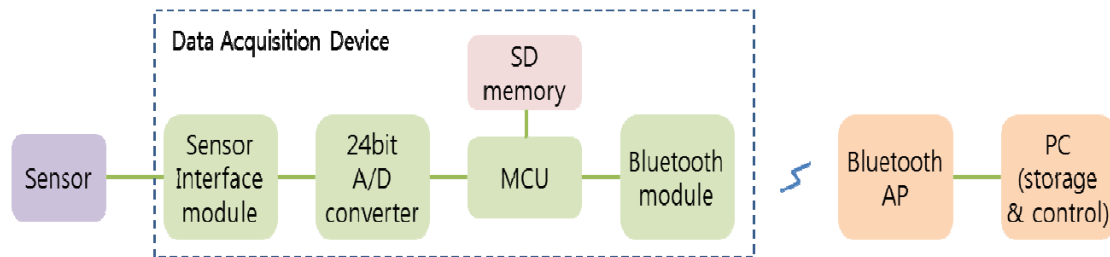 Data Acquisition Device
SD
memory
Sensor
Sensor
Interface
module
24bit
A/D
converter
MCU
Bluetooth
module
Bluetooth
AP
PC
(storage
& control)